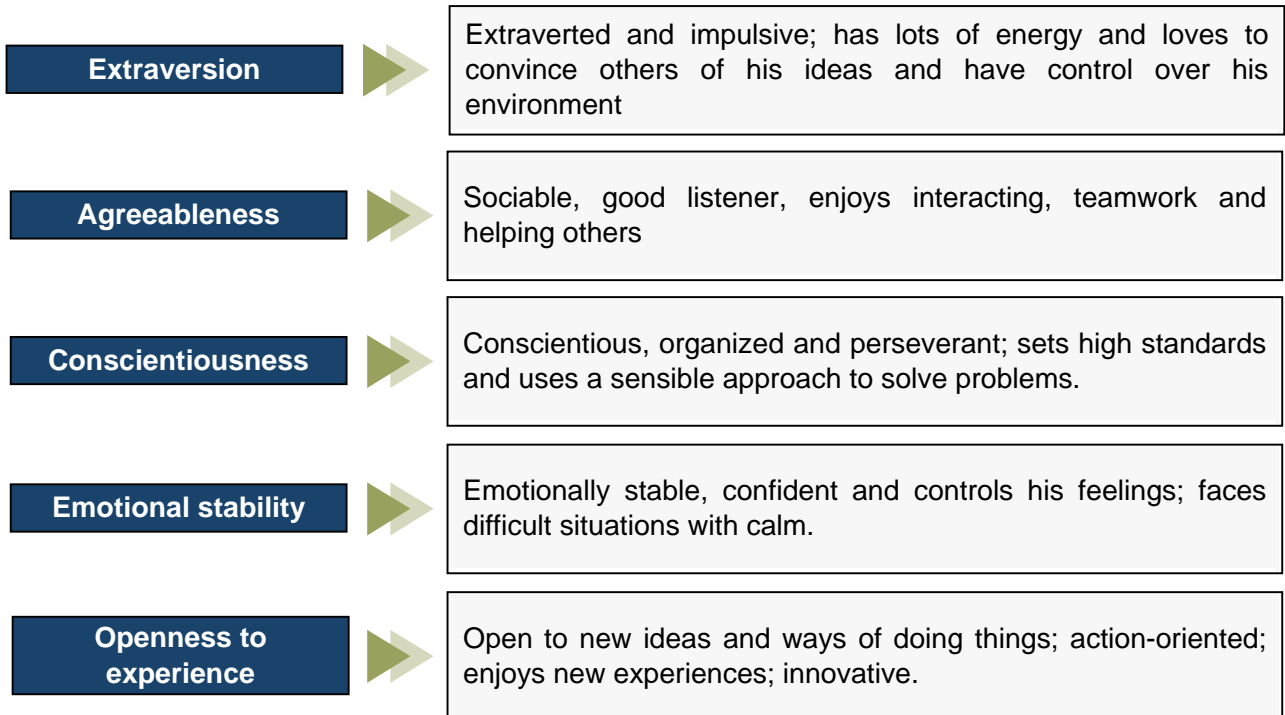 Extraversion
Extraverted and impulsive; has lots of energy and loves to
convince others of his ideas and have control over his
environment
Agreeableness
Sociable, good listener, enjoys interacting, teamwork and
helping others
Conscientiousness
Conscientious, organized and perseverant; sets high standards
and uses a sensible approach to solve problems.
Emotional stability
Emotionally stable, confident and controls his feelings; faces
difficult situations with calm.
Openness to
experience
Open to new ideas and ways of doing things; action-oriented;
enjoys new experiences; innovative.